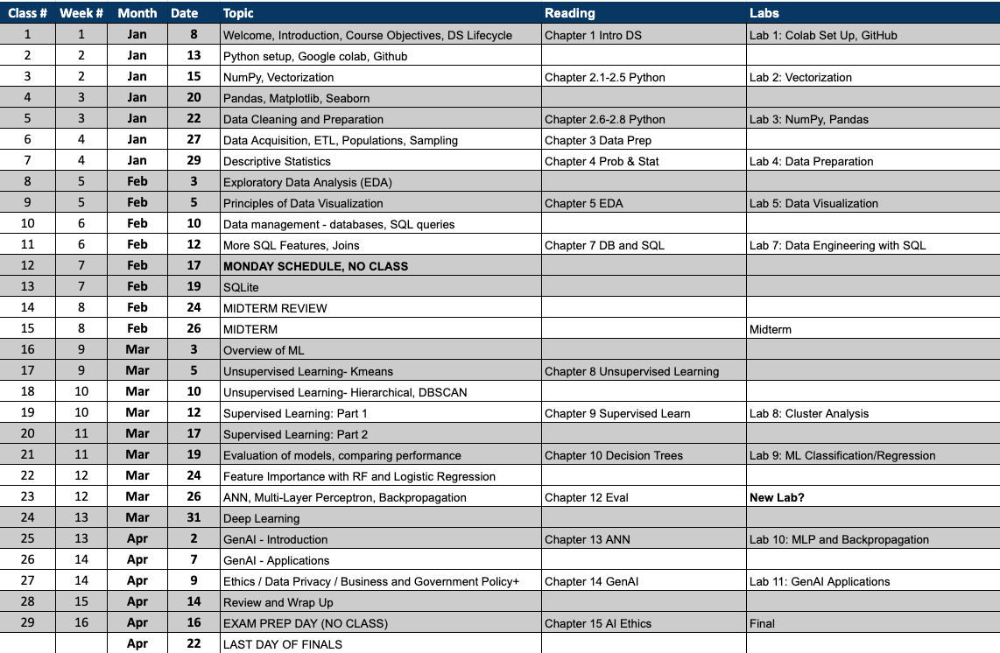 Class # Week # Month Date Topic Reading Labs
1 1 Jan 8 Welcome, Introduction, Course Objectives, DS Lifecycle Chapter 1 Intro DS Lab 1: Colab Set Up, GitHub
2 2 Jan 13 Python setup, Google colab, Github
3 2 Jan 15 NumPy, Vectorization Chapter 2.1-2.5 Python Lab 2: Vectorization
4 3 Jan 20 Pandas, Matplotlib, Seaborn
5 3 Jan 22 Data Cleaning and Preparation Chapter 2.6-2.8 Python Lab 3: NumPy, Pandas
6 4 Jan 27 Data Acquisition, ETL, Populations, Sampling Chapter 3 Data Prep
7 4 Jan 29 Descriptive Statistics Chapter 4 Prob & Stat Lab 4: Data Preparation
8 5 Feb 3 Exploratory Data Analysis (EDA)
9 5 Feb 5 Principles of Data Visualization Chapter 5 EDA Lab 5: Data Visualization
10 6 Feb 10 Data management - databases, SQL queries
11 6 Feb 12 More SQL Features, Joins Chapter 7 DB and SQL Lab 7: Data Engineering with SQL
12 7 Feb 17 MONDAY SCHEDULE, NO CLASS
13 7 Feb 19 SQLite
14 8 Feb 24 MIDTERM REVIEW
15 8 Feb 26 MIDTERM Midterm
16 9 Mar 3 Overview of ML
17 9 Mar 5 Unsupervised Learning- Kmeans Chapter 8 Unsupervised Learning
18 10 Mar 10 Unsupervised Learning- Hierarchical, DBSCAN
19 10 Mar 12 Supervised Learning: Part 1 Chapter 9 Supervised Learn Lab 8: Cluster Analysis
20 11 Mar 17 Supervised Learning: Part 2
21 11 Mar 19 Evaluation of models, comparing performance Chapter 10 Decision Trees Lab 9: ML Classification/Regression
22 12 Mar 24 Feature Importance with RF and Logistic Regression
23 12 Mar 26 ANN, Multi-Layer Perceptron, Backpropagation Chapter 12 Eval New Lab?
24 13 Mar 31 Deep Learning
25 13 Apr 2 GenAI - Introduction Chapter 13 ANN Lab 10: MLP and Backpropagation
26 14 Apr 7 GenAI - Applications
27 14 Apr 9 Ethics / Data Privacy / Business and Government Policy+ Chapter 14 GenAI Lab 11: GenAI Applications
28 15 Apr 14 Review and Wrap Up
29 16 Apr 16 EXAM PREP DAY (NO CLASS) Chapter 15 AI Ethics Final
Apr 22 LAST DAY OF FINALS